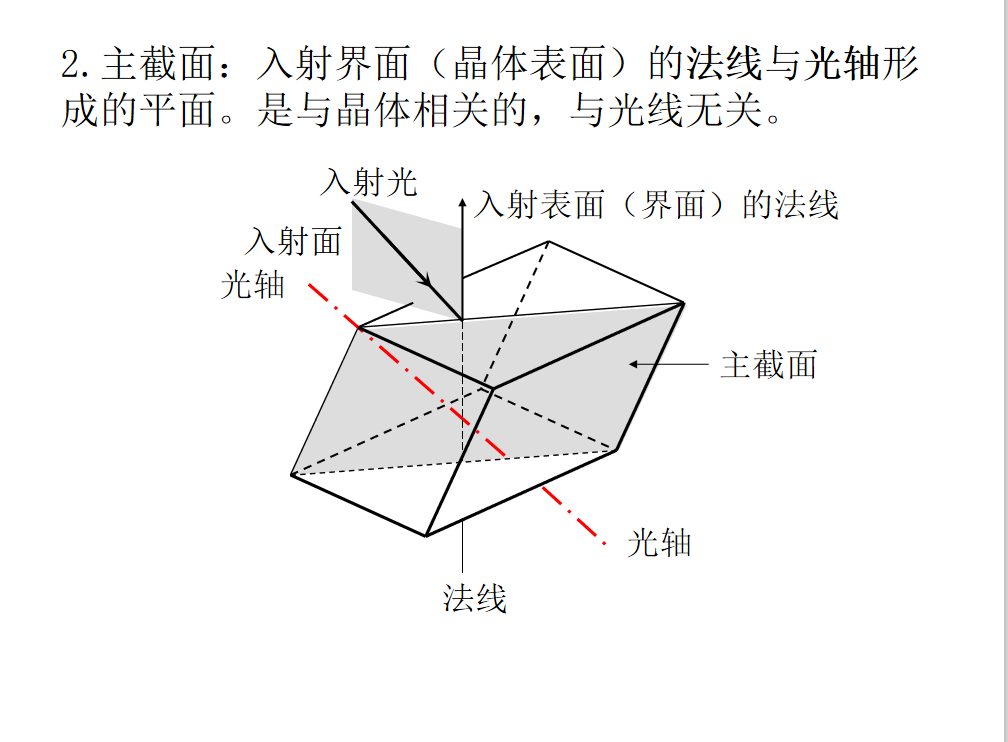 2.主截面：入射界面（晶体表面）的法线与光轴形
成的平面。是与晶体相关的，与光线无关。
入射光
入射表面（界面）的法线
入射面
光轴
主截面
光轴
法线